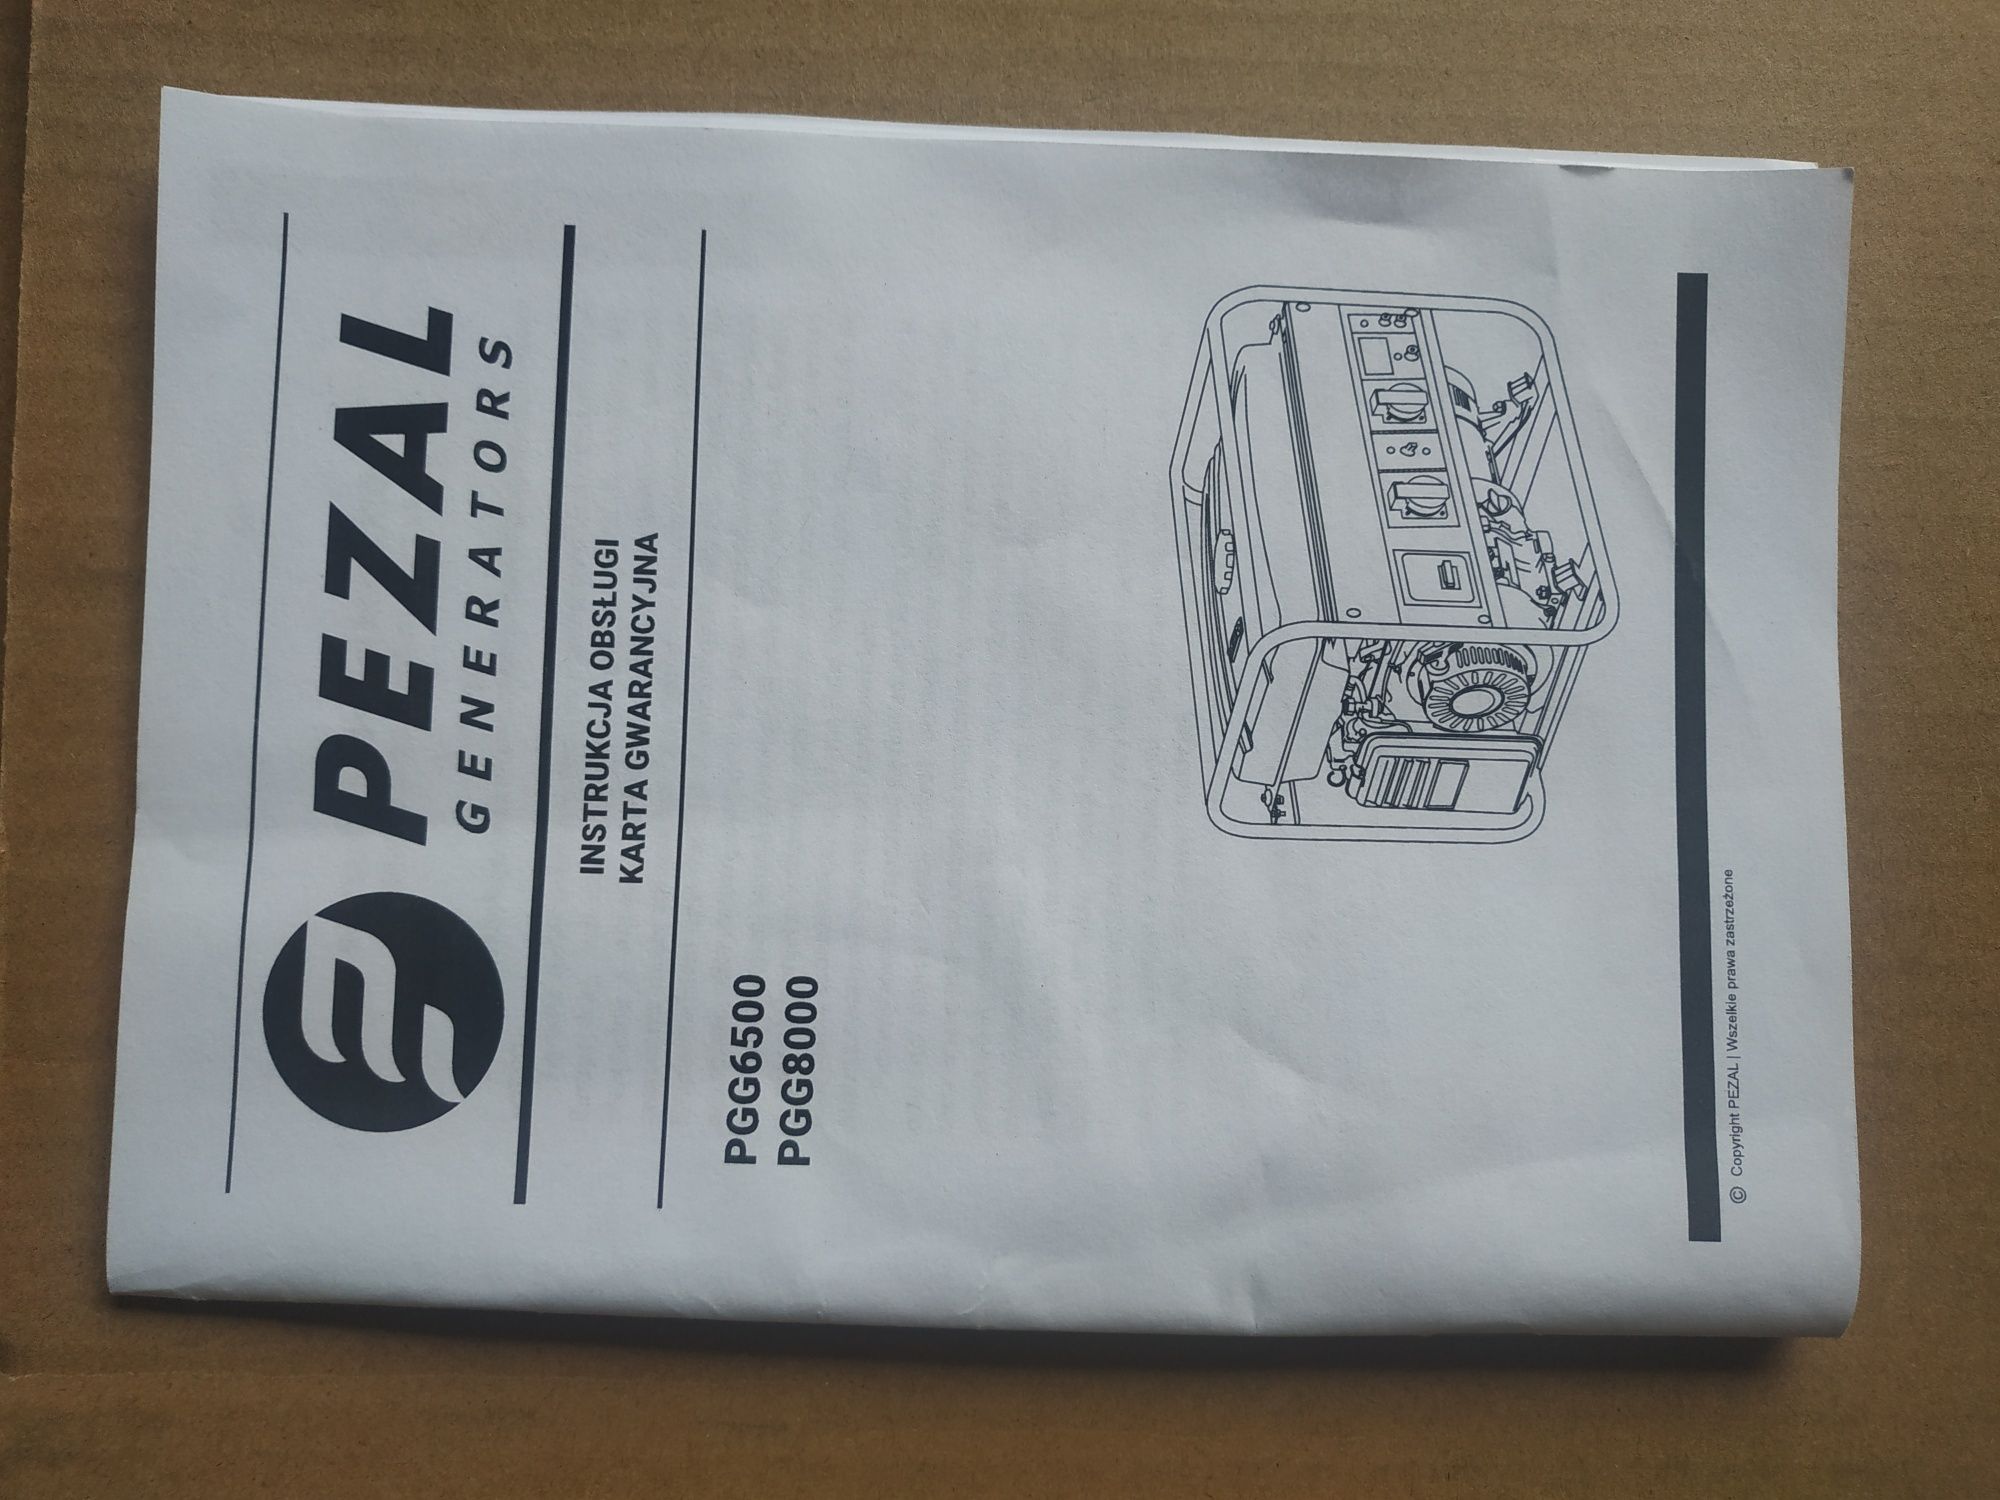 PEZAL
GENERATORS
INSTRUKCJA OBSŁUGI
KARTA GWARANCYJNA
PGG6500
PGG8000
© Copyright PEZAL | Wszelkie prawa zastrzeżone